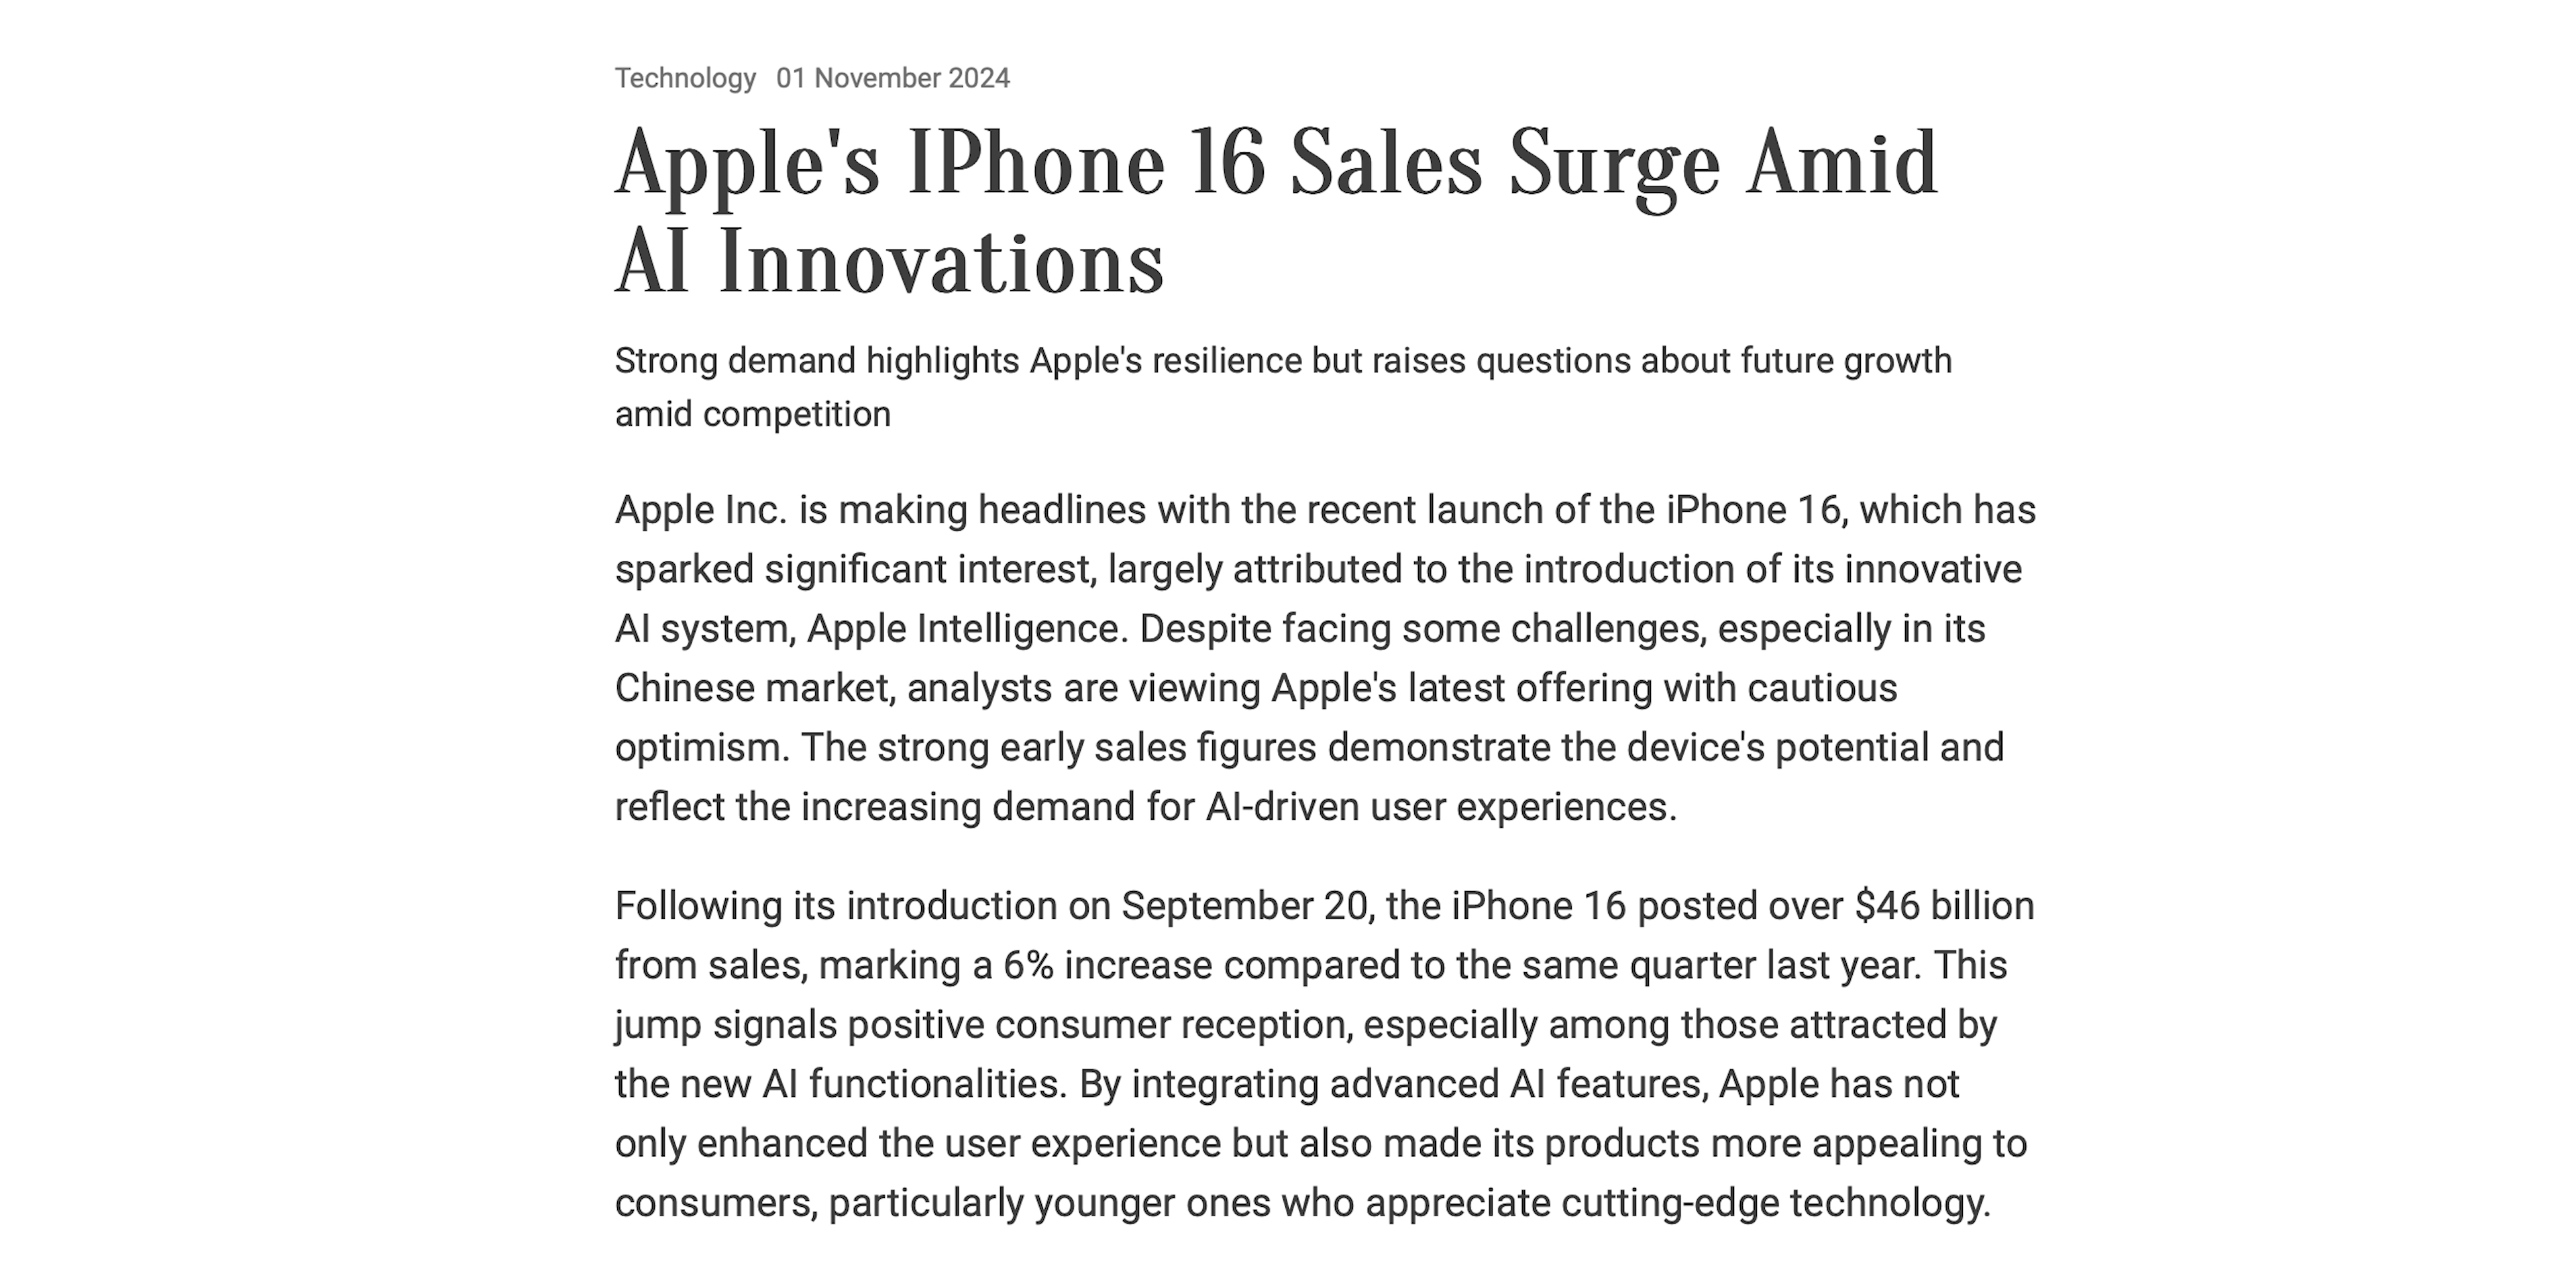 Technology 01 November 2024
Apple's IPhone 16 Sales Surge Amid
AI Innovations
Strong demand highlights Apple's resilience but raises questions about future growth
amid competition
Apple Inc. is making headlines with the recent launch of the iPhone 16, which has
sparked significant interest, largely attributed to the introduction of its innovative
AI system, Apple Intelligence. Despite facing some challenges, especially in its
Chinese market, analysts are viewing Apple's latest offering with cautious
optimism. The strong early sales figures demonstrate the device's potential and
reflect the increasing demand for AI-driven user experiences.
Following its introduction on September 20, the iPhone 16 posted over $46 billion
from sales, marking a 6% increase compared to the same quarter last year. This
jump signals positive consumer reception, especially among those attracted by
the new AI functionalities. By integrating advanced AI features, Apple has not
only enhanced the user experience but also made its products more appealing to
consumers, particularly younger ones who appreciate cutting-edge technology.